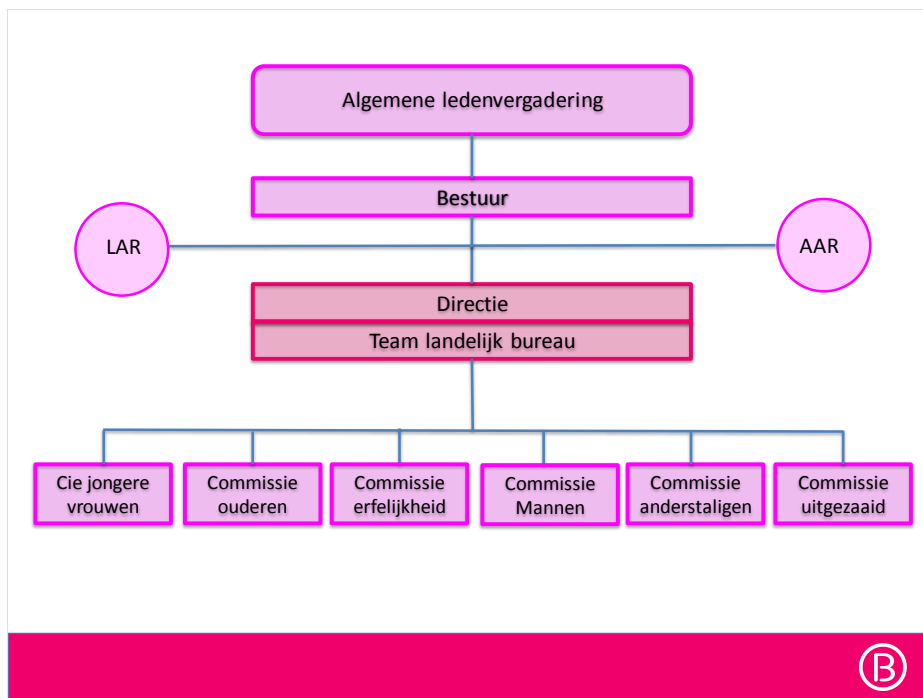 Algemene ledenvergadering
Bestuur
LAR
AAR
Directie
Team landelijk bureau
Cie jongere
vrouwen
Commissie
ouderen
Commissie
erfelijkheid
Commissie
Mannen
Commissie
anderstaligen
Commissie
uitgezaaid
B